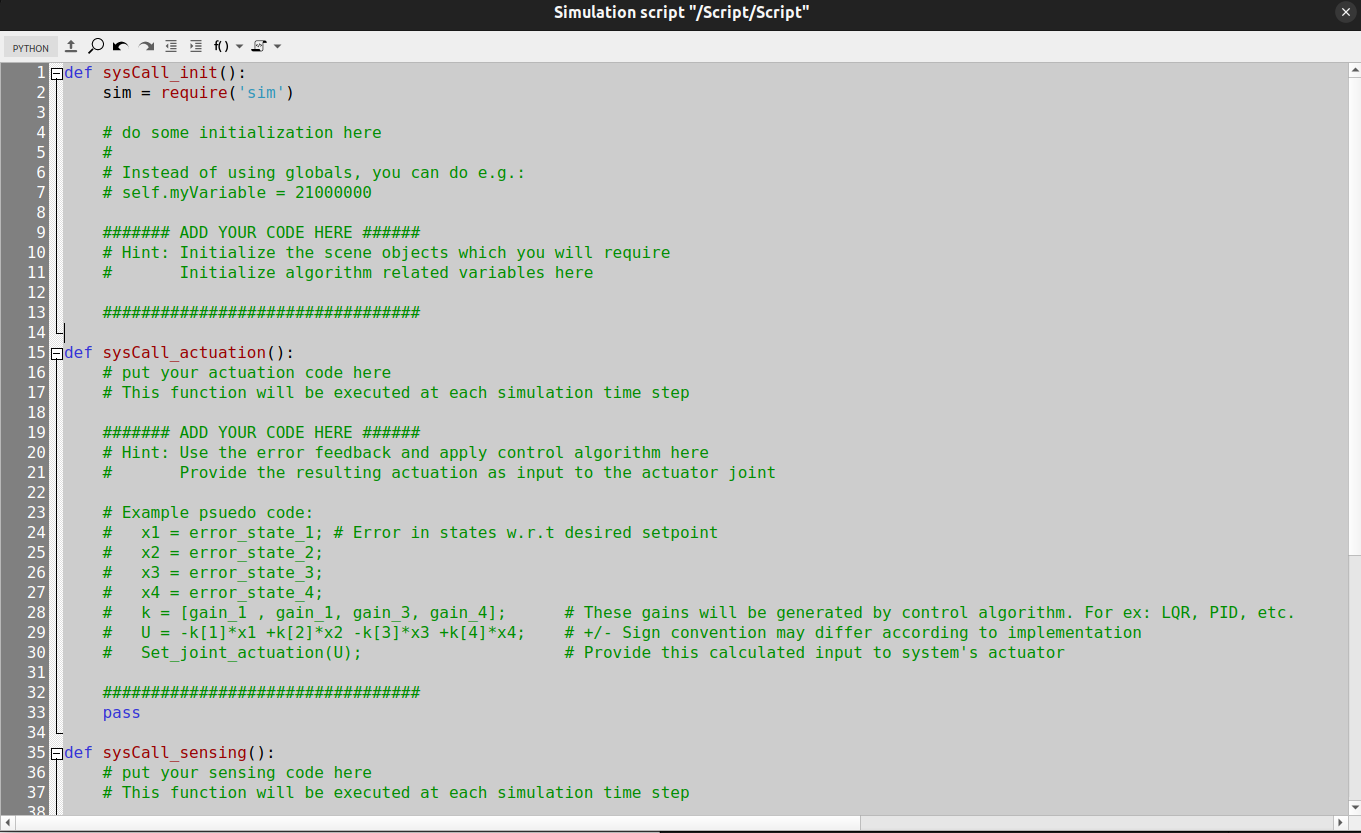 Simulation script "/Script/Script"
PYTHON f()
1 def sysCall_init():
2     sim = require('sim')
3
4     # do some initialization here
5     #
6     # Instead of using globals, you can do e.g.:
7     # self.myVariable = 21000000
8
9     ####### ADD YOUR CODE HERE ######
10     # Hint: Initialize the scene objects which you will require
11     #       Initialize algorithm related variables here
12
13     #################################
14
15 def sysCall_actuation():
16     # put your actuation code here
17     # This function will be executed at each simulation time step
18
19     ####### ADD YOUR CODE HERE ######
20     # Hint: Use the error feedback and apply control algorithm here
21     #       Provide the resulting actuation as input to the actuator joint
22
23     # Example psuedo code:
24     #   x1 = error_state_1; # Error in states w.r.t desired setpoint
25     #   x2 = error_state_2;
26     #   x3 = error_state_3;
27     #   x4 = error_state_4;
28     #   k = [gain_1 , gain_1, gain_3, gain_4];      # These gains will be generated by control algorithm. For ex: LQR, PID, etc.
29     #   U = -k[1]*x1 +k[2]*x2 -k[3]*x3 +k[4]*x4;    # +/- Sign convention may differ according to implementation
30     #   Set_joint_actuation(U);                     # Provide this calculated input to system's actuator
31
32     #################################
33     pass
34
35 def sysCall_sensing():
36     # put your sensing code here
37     # This function will be executed at each simulation time step
38